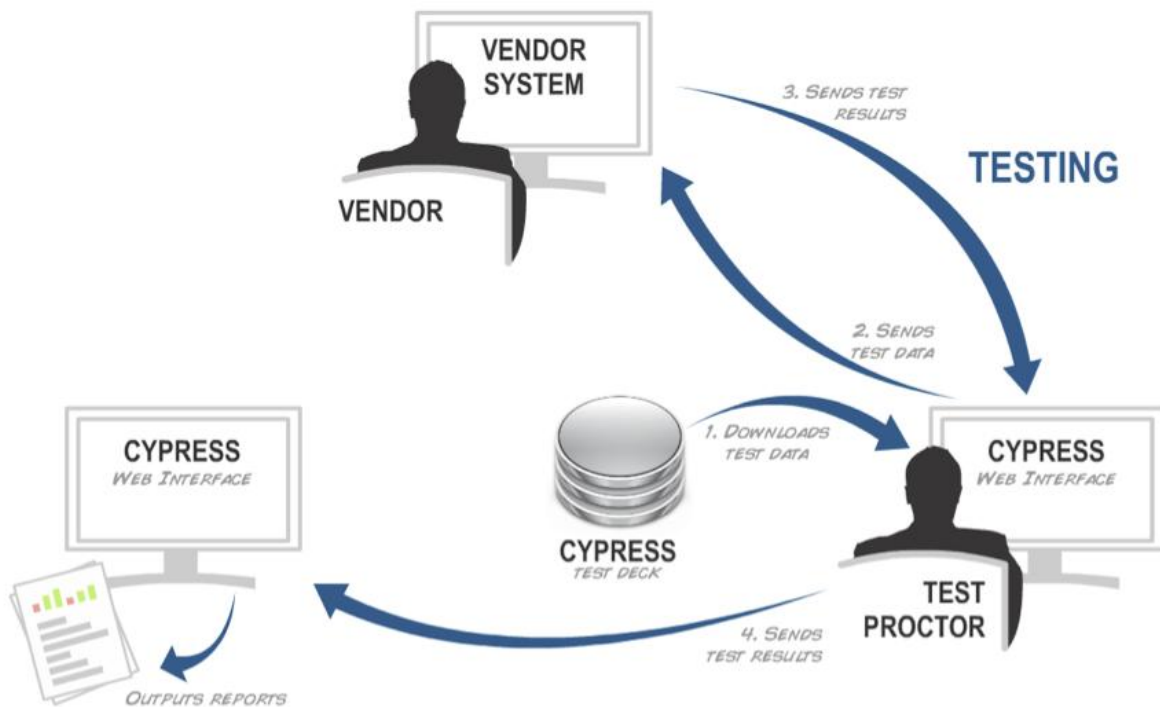 VENDOR
SYSTEM
VENDOR
3. Sends test
results
TESTING
2. Sends
test data
1. Downloads
test data
CYPRESS
Web Interface
CYPRESS
Web Interface
CYPRESS
test deck
TEST
PROCTOR
4. Sends
test results
Outputs reports